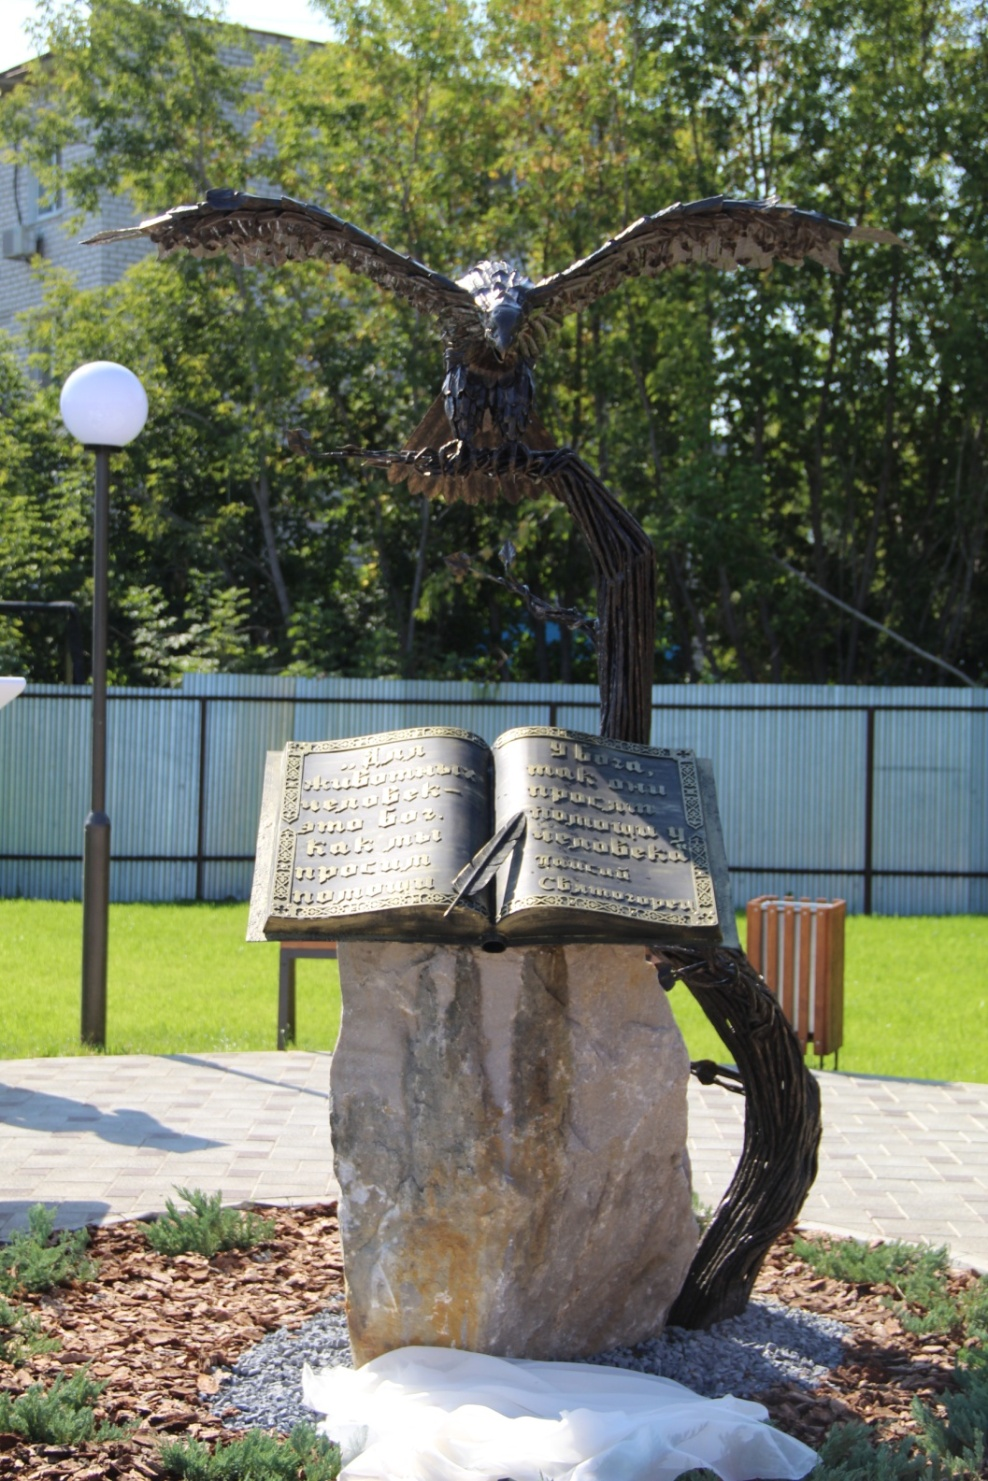 Для
животных
человек-
это Бог.
Как мы
просим
помощи
у Бога,
так они
просят
помощи у
человека
Паисий
Святогорец